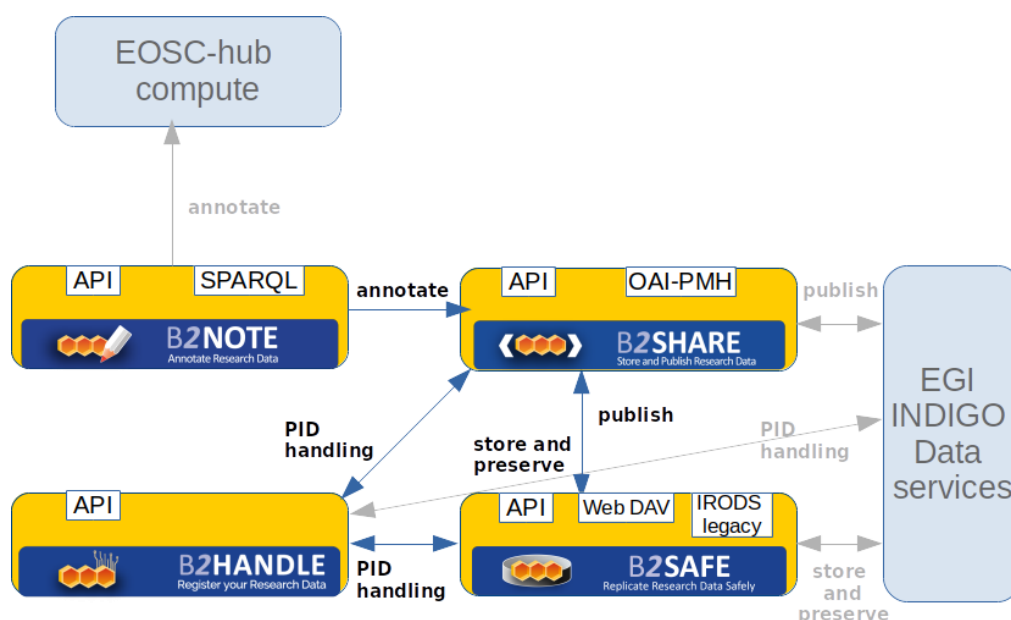 EOSC-hub
compute
annotate
API
SPARQL
B2NOTE
Annotate Research Data
annotate
API
OAI-PMH
B2SHARE
Store and Publish Research Data
publish
EGI
INDIGO
Data
services
PID
handling
publish
store and
preserve
PID
handling
API
B2HANDLE
Register your Research Data
PID
handling
API
Web DAV
IRODS
legacy
B2SAFE
Replicate Research Data Safely
store
and
preserve